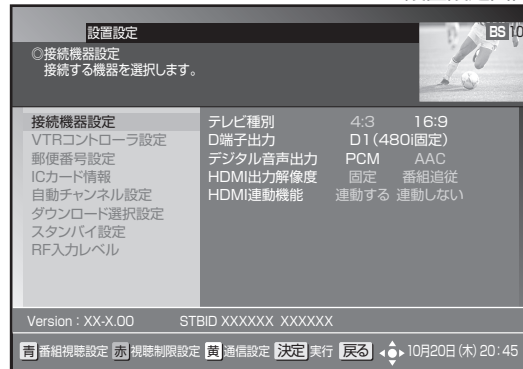 設置設定
BS 10
◎接続機器設定
接続する機器を選択します。
接続機器設定
VTRコントローラ設定
郵便番号設定
ICカード情報
自動チャンネル設定
ダウンロード選択設定
スタンバイ設定
RF入力レベル
テレビ種別 4:3 16:9
D端子出力 D1(480i固定)
デジタル音声出力 PCM AAC
HDMI出力解像度 固定 番組追従
HDMI連動機能 連動する 連動しない
Version : XX-X.00 STBID XXXXXX XXXXXX
青 番組視聴設定 赤 視聴制限設定 黄 通信設定 決定 実行 戻る 10月20日(木) 20:45